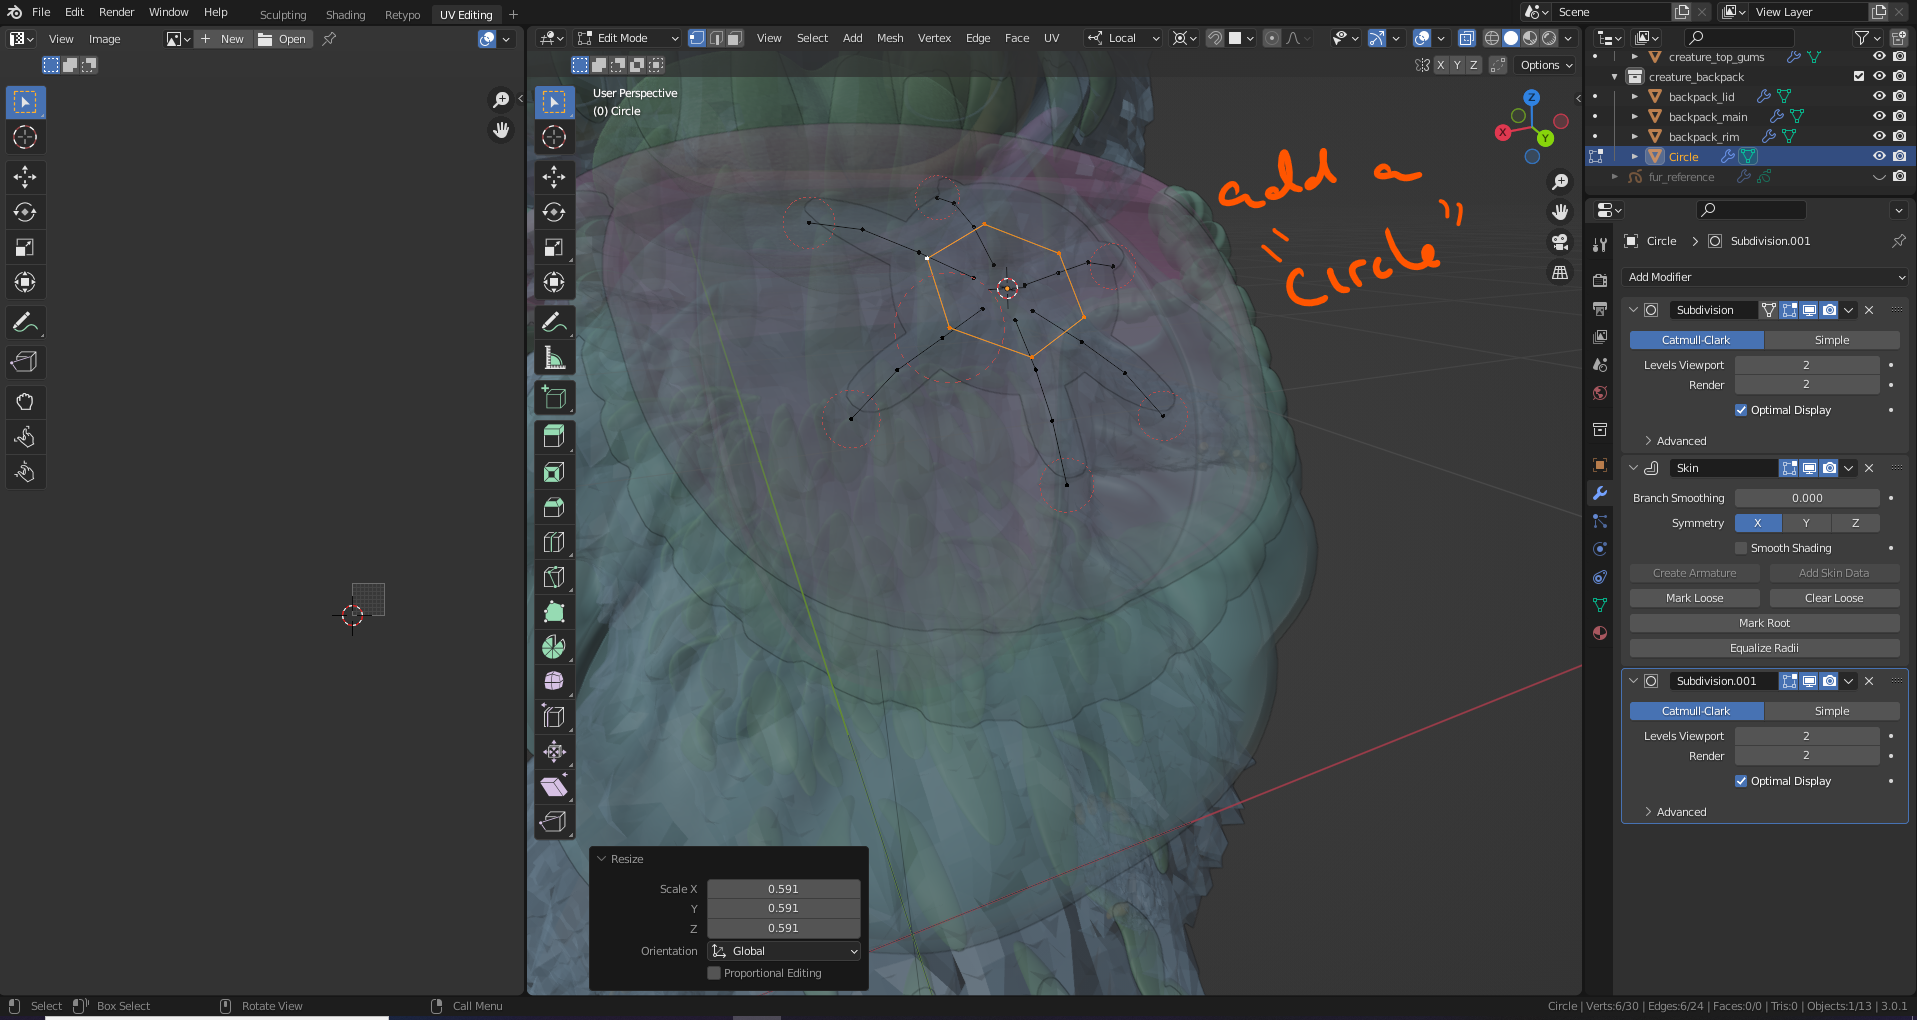 File Edit Render Window Help Sculpting Shading Retypo UV Editing + Scene View Layer
View Image New Open Edit Mode View Select Add Mesh Vertex Edge Face UV Local
X Y Z Options
User Perspective
(0) Circle
add a
"Circle"
Z
X
Y
creature_top_gums
creature_backpack
backpack_lid
backpack_main
backpack_rim
Circle
fur_reference
Circle > Subdivision.001
Add Modifier
Subdivision
Catmull-Clark Simple
Levels Viewport 2
Render 2
Optimal Display
Advanced
Skin
Branch Smoothing 0.000
Symmetry X Y Z
Smooth Shading
Create Armature Add Skin Data
Mark Loose Clear Loose
Mark Root
Equalize Radii
Subdivision.001
Catmull-Clark Simple
Levels Viewport 2
Render 2
Optimal Display
Advanced
Resize
Scale X 0.591
Y 0.591
Z 0.591
Orientation Global
Proportional Editing
Select Box Select Rotate View Call Menu Circle | Verts:6/30 | Edges:6/24 | Faces:0/0 | Tris:0 | Objects:1/13 | 3.0.1